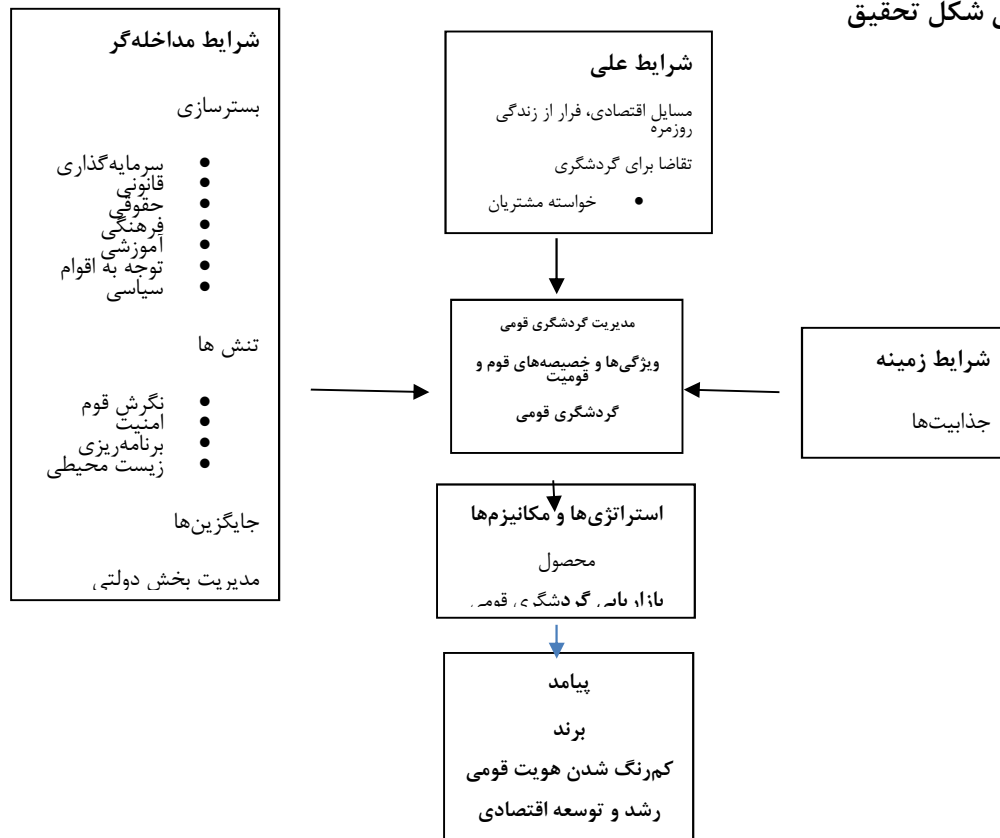 شکل تحقیق
شرایط مداخله‌گر
بسترسازی
● سرمایه‌گذاری
● قانونی
● حقوقی
● فرهنگی
● آموزشی
● توجه به اقوام
● سیاسی
تنش ها
● نگرش قوم
● امنیت
● برنامه‌ریزی
● زیست محیطی
جایگزین‌ها
مدیریت بخش دولتی
شرایط علی
مسایل اقتصادی، فرار از زندگی
روزمره
تقاضا برای گردشگری
● خواسته مشتریان
مدیریت گردشگری قومی
ویژگی‌ها و خصیصه‌های قوم و
قومیت
گردشگری قومی
شرایط زمینه
جذابیت‌ها
استراتژی‌ها و مکانیزم‌ها
محصول
بازاریابی گردشگری قومی
پیامد
برند
کم‌رنگ شدن هویت قومی
رشد و توسعه اقتصادی